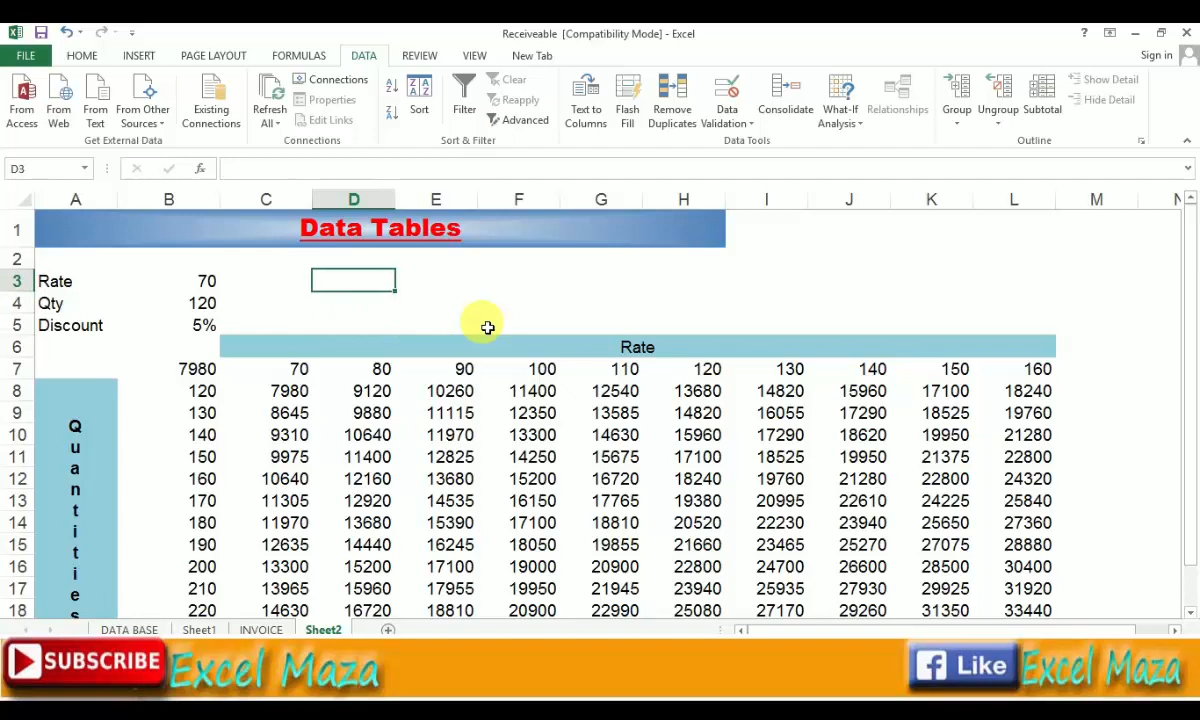 Receiveable [Compatibility Mode] - Excel
FILE HOME INSERT PAGE LAYOUT FORMULAS DATA REVIEW VIEW New Tab Sign in
From Access From Web From Text From Other Sources Existing Connections Refresh All Connections Properties Edit Links Sort Filter Clear Reapply Advanced Text to Columns Flash Fill Remove Duplicates Data Validation Consolidate What-If Analysis Relationships Group Ungroup Subtotal Show Detail Hide Detail
Get External Data Connections Sort & Filter Data Tools Outline
D3 fx
A B C D E F G H I J K L M N
1 Data Tables
2
3 Rate 70
4 Qty 120
5 Discount 5%
6 Rate
7 7980 70 80 90 100 110 120 130 140 150 160
8 120 7980 9120 10260 11400 12540 13680 14820 15960 17100 18240
9 130 8645 9880 11115 12350 13585 14820 16055 17290 18525 19760
10 140 9310 10640 11970 13300 14630 15960 17290 18620 19950 21280
11 150 9975 11400 12825 14250 15675 17100 18525 19950 21375 22800
12 160 10640 12160 13680 15200 16720 18240 19760 21280 22800 24320
13 170 11305 12920 14535 16150 17765 19380 20995 22610 24225 25840
14 180 11970 13680 15390 17100 18810 20520 22230 23940 25650 27360
15 190 12635 14440 16245 18050 19855 21660 23465 25270 27075 28880
16 200 13300 15200 17100 19000 20900 22800 24700 26600 28500 30400
17 210 13965 15960 17955 19950 21945 23940 25935 27930 29925 31920
18 220 14630 16720 18810 20900 22990 25080 27170 29260 31350 33440
Quantities
DATA BASE Sheet1 INVOICE Sheet2
SUBSCRIBE Excel Maza f Like Excel Maza